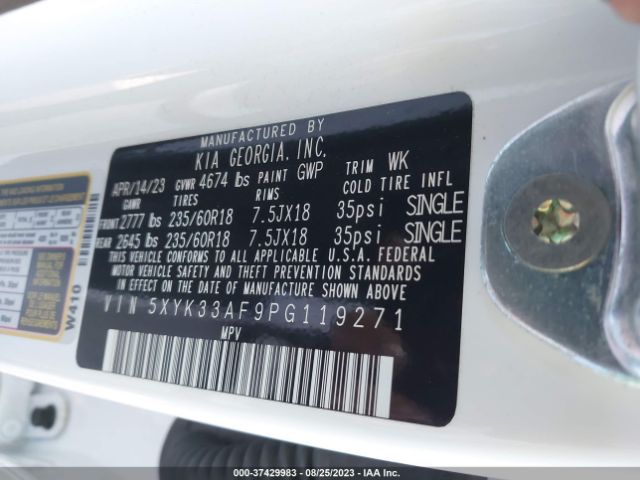 MANUFACTURED BY
KIA GEORGIA, INC.
APR/14/23 GVWR 4674 lbs PAINT GWP TRIM WK
GAWR TIRES RIMS COLD TIRE INFL
FRONT 2777 lbs 235/60R18 7.5JX18 35psi SINGLE
REAR 2645 lbs 235/60R18 7.5JX18 35psi SINGLE
THIS VEHICLE CONFORMS TO ALL APPLICABLE U.S.A. FEDERAL
MOTOR VEHICLE SAFETY AND THEFT PREVENTION STANDARDS
IN EFFECT ON THE DATE OF MANUFACTURE SHOWN ABOVE.
VIN 5XYK33AF9PG119271
MPV
W410
000-37429983 - 08/25/2023 - IAA Inc.